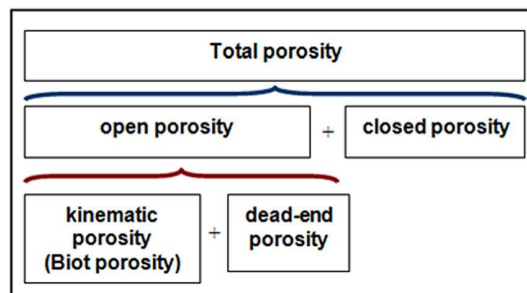 Total porosity
open porosity + closed porosity
kinematic
porosity
(Biot porosity) + dead-end
porosity